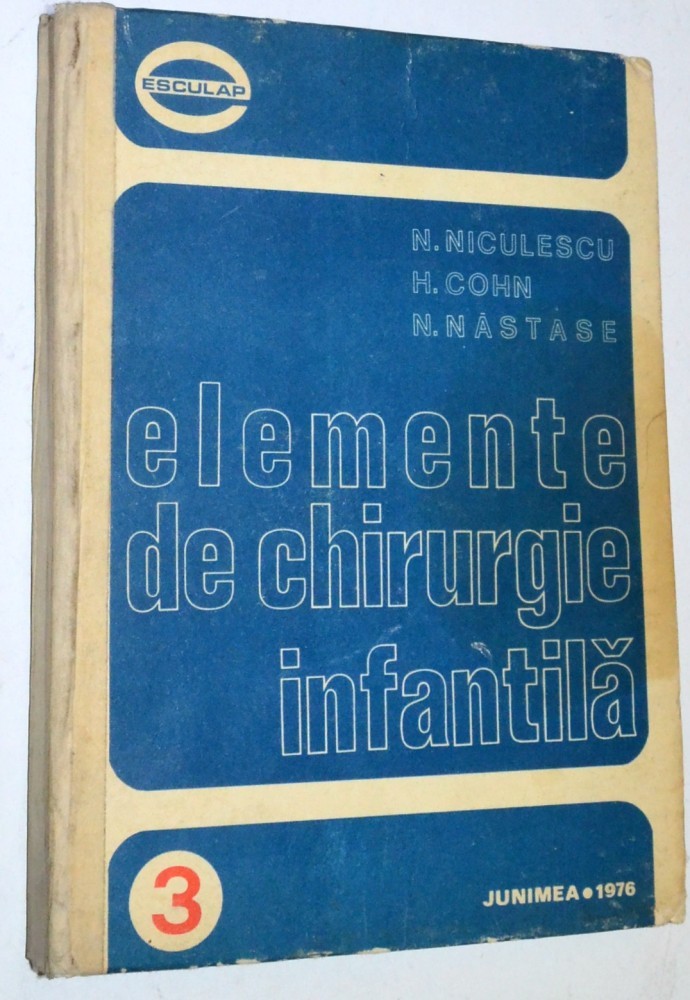 ESCULAP
N. NICULESCU
H. COHN
N. NĂSTASE
elemente
de chirurgie
infantilă
3
JUNIMEA • 1976